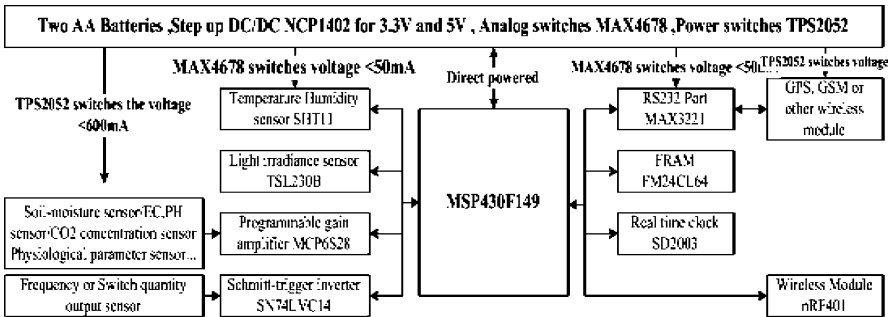 Two AA Batteries ,Step up DC/DC NCP1402 for 3.3V and 5V , Analog switches MAX4678 ,Power switches TPS2052
MAX4678 switches voltage <50mA
Direct powered
MAX4678 switches voltage <50
TPS2052 switches voltage
TPS2052 switches the voltage
<600mA
Temperature Humidity
sensor SHT11
RS232 Port
MAX3221
GPS, GSM or
other wireless
module
Light irradiance sensor
TSL230B
MSP430F149
FRAM
FM24CL64
Soil-moisture sensor/EC,PH
sensor/CO2 concentration sensor
Physiological parameter sensor...
Programmable gain
amplifier MCP6S28
Real time clock
SD2003
Frequency or Switch quantity
output sensor
Schmitt-trigger inverter
SN74LVC14
Wireless Module
nRF401